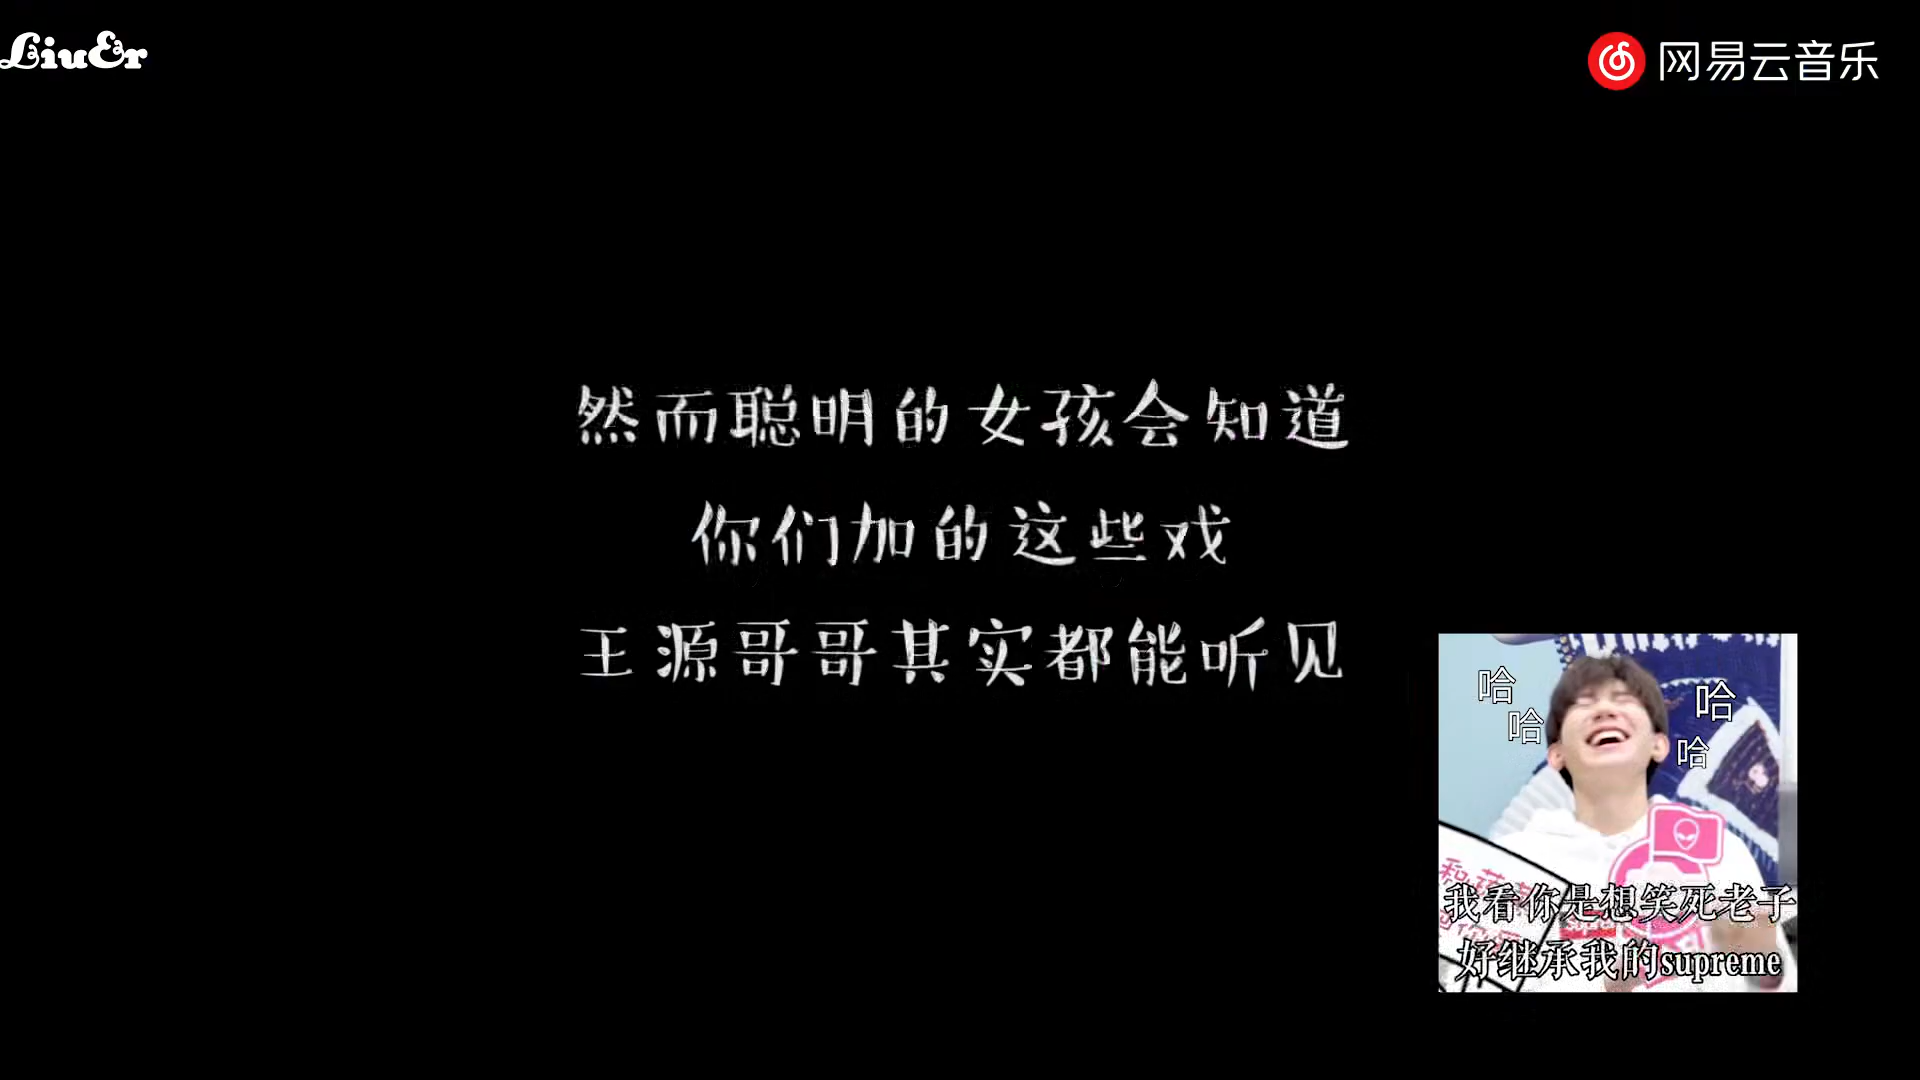 LiuEr
网易云音乐
然而聪明的女孩会知道
你们加的这些戏
王源哥哥其实都能听见
哈
哈
哈
哈
我看你是想笑死老子
好继承我的supreme